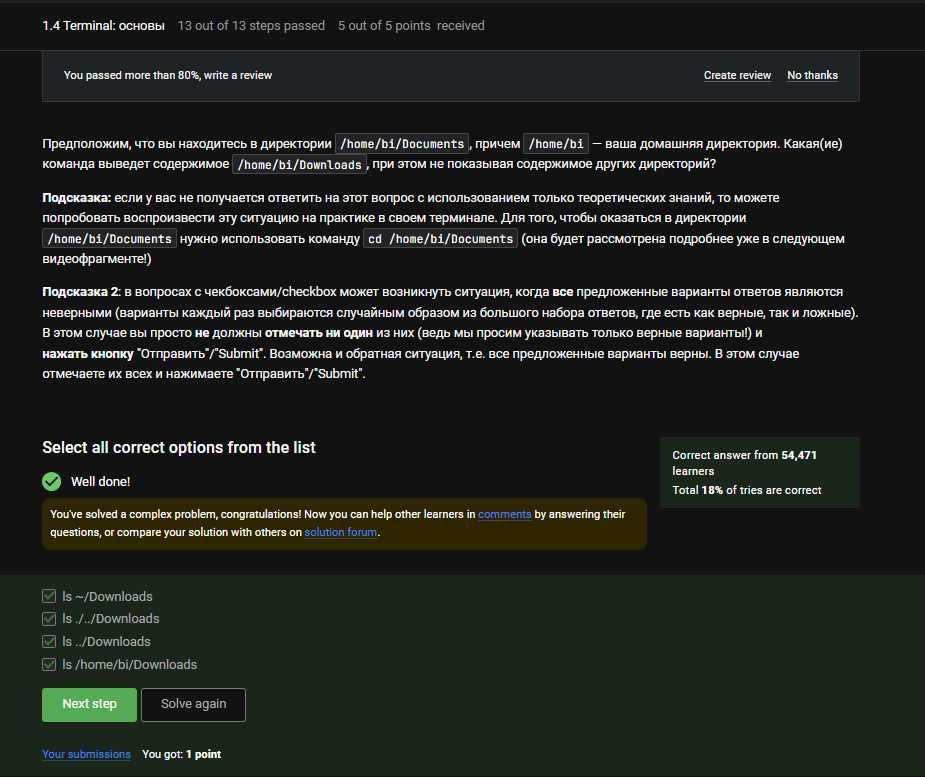 1.4 Terminal: основы 13 out of 13 steps passed 5 out of 5 points received
You passed more than 80%, write a review Create review No thanks
Предположим, что вы находитесь в директории /home/bi/Documents, причем /home/bi — ваша домашняя директория. Какая(ие)
команда выведет содержимое /home/bi/Downloads, при этом не показывая содержимое других директорий?
Подсказка: если у вас не получается ответить на этот вопрос с использованием только теоретических знаний, то можете
попробовать воспроизвести эту ситуацию на практике в своем терминале. Для того, чтобы оказаться в директории
/home/bi/Documents нужно использовать команду cd /home/bi/Documents (она будет рассмотрена подробнее уже в следующем
видеофрагменте!)
Подсказка 2: в вопросах с чекбоксами/checkbox может возникнуть ситуация, когда все предложенные варианты ответов являются
неверными (варианты каждый раз выбираются случайным образом из большого набора ответов, где есть как верные, так и ложные).
В этом случае вы просто не должны отмечать ни один из них (ведь мы просим указывать только верные варианты!) и
нажать кнопку "Отправить"/"Submit". Возможна и обратная ситуация, т.е. все предложенные варианты верны. В этом случае
отмечаете их всех и нажимаете "Отправить"/"Submit".
Select all correct options from the list
Well done!
You've solved a complex problem, congratulations! Now you can help other learners in comments by answering their
questions, or compare your solution with others on solution forum.
Correct answer from 54,471
learners
Total 18% of tries are correct
ls ~/Downloads
ls ./../Downloads
ls ../Downloads
ls /home/bi/Downloads
Next step Solve again
Your submissions You got: 1 point